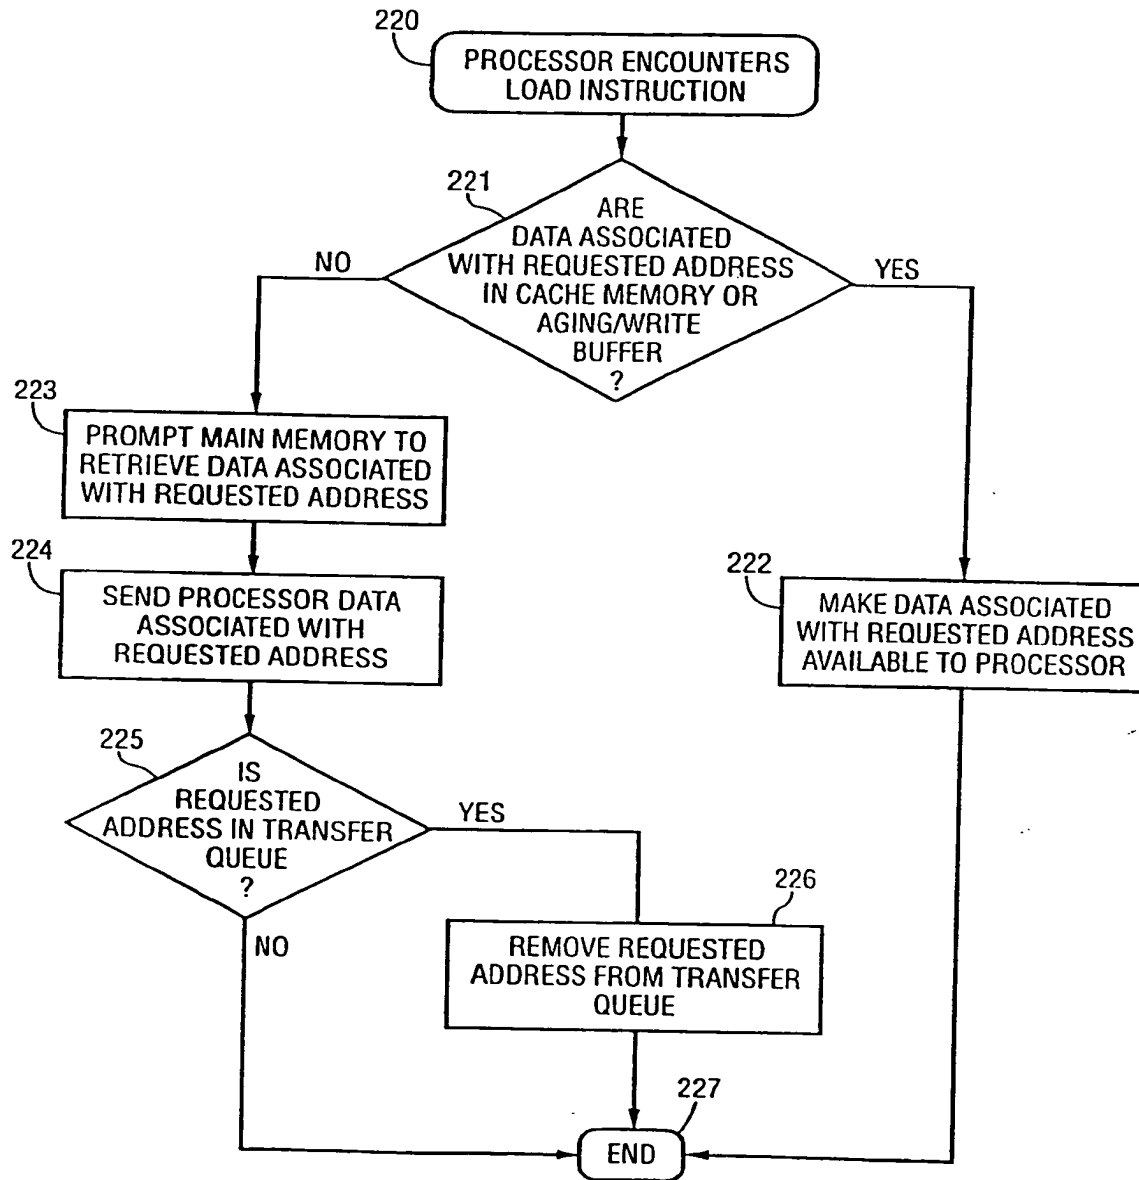 220
PROCESSOR ENCOUNTERS
LOAD INSTRUCTION
221
ARE
DATA ASSOCIATED
WITH REQUESTED ADDRESS
IN CACHE MEMORY OR
AGING/WRITE
BUFFER
?
NO
YES
223
PROMPT MAIN MEMORY TO
RETRIEVE DATA ASSOCIATED
WITH REQUESTED ADDRESS
224
SEND PROCESSOR DATA
ASSOCIATED WITH
REQUESTED ADDRESS
222
MAKE DATA ASSOCIATED
WITH REQUESTED ADDRESS
AVAILABLE TO PROCESSOR
225
IS
REQUESTED
ADDRESS IN TRANSFER
QUEUE
?
YES
NO
226
REMOVE REQUESTED
ADDRESS FROM TRANSFER
QUEUE
227
END